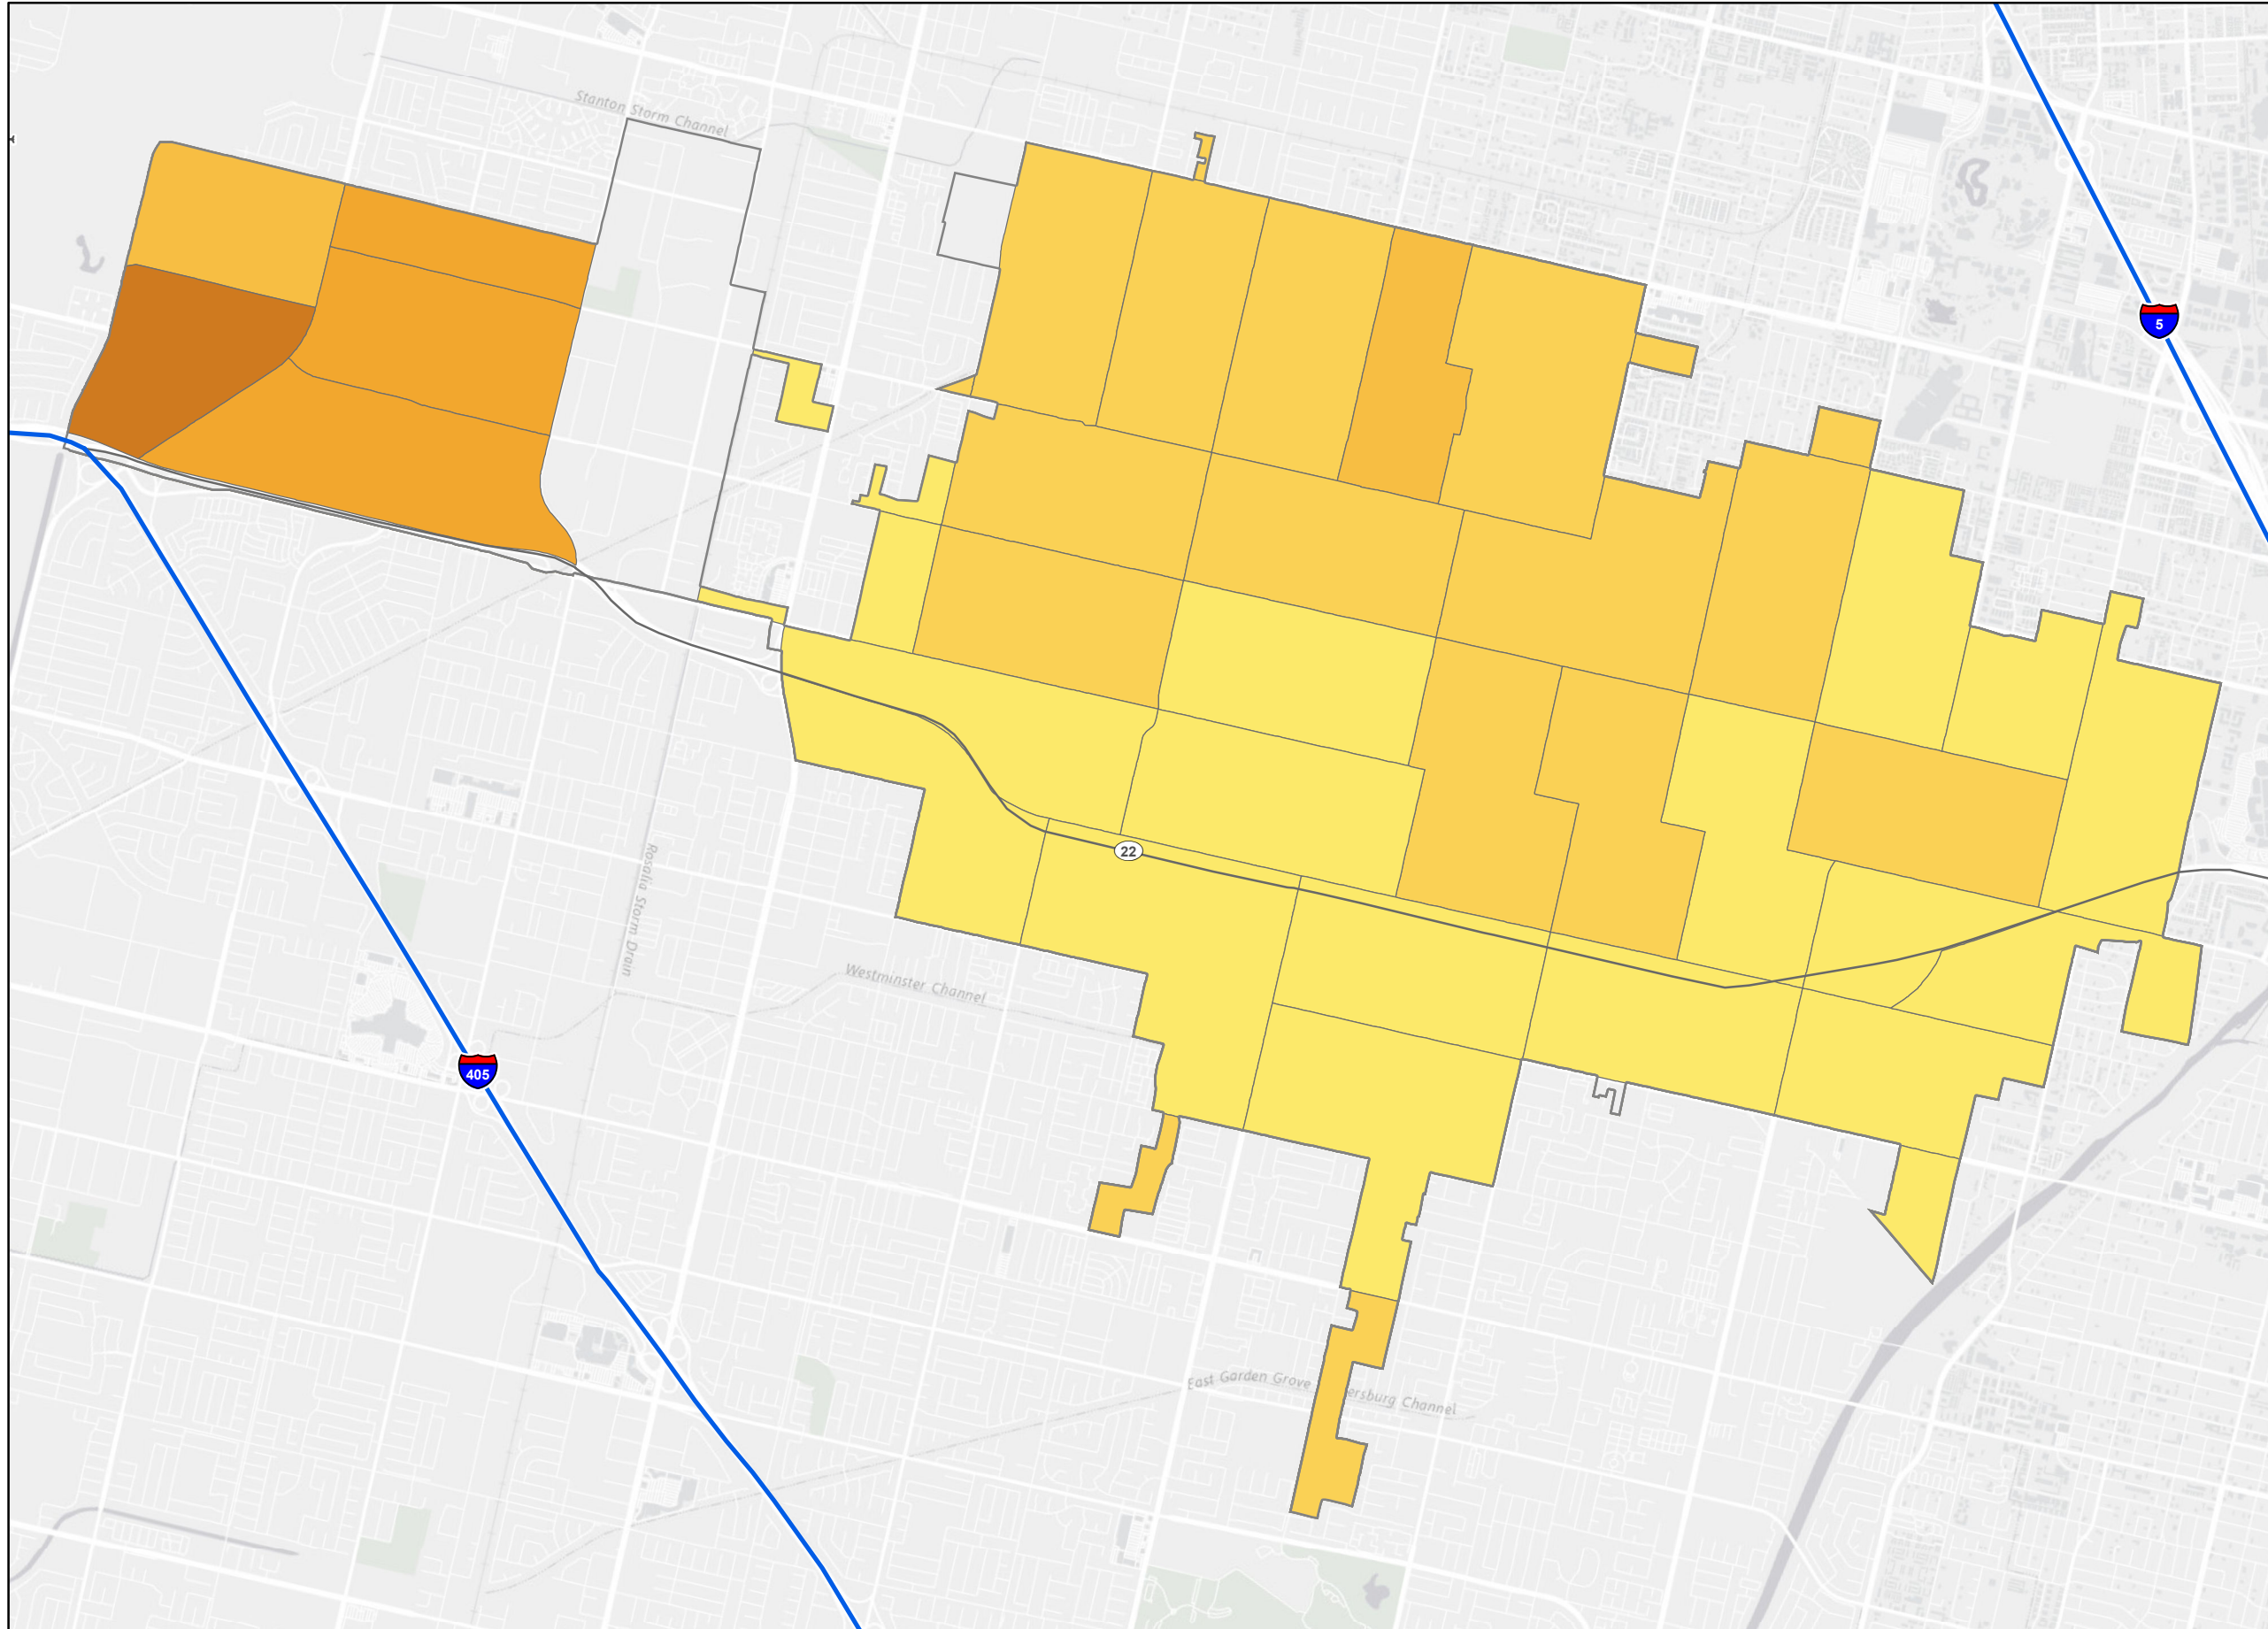 Stanton Storm Channel
5
22
Rosalia Storm Drain
Westminster Channel
405
East Garden Grove
ersburg Channel